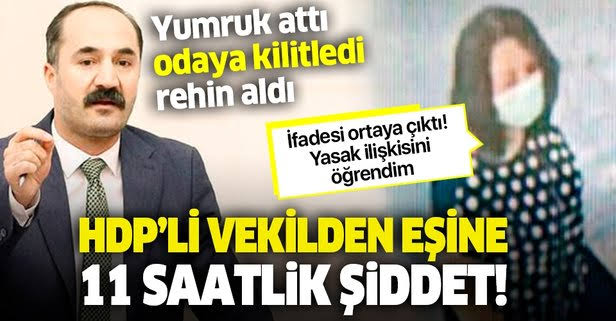 Yumruk attı
odaya kilitledi
rehin aldı
İfadesi ortaya çıktı!
Yasak ilişkisini
öğrendim
HDP'Lİ VEKİLDEN EŞİNE
11 SAATLİK ŞİDDET!